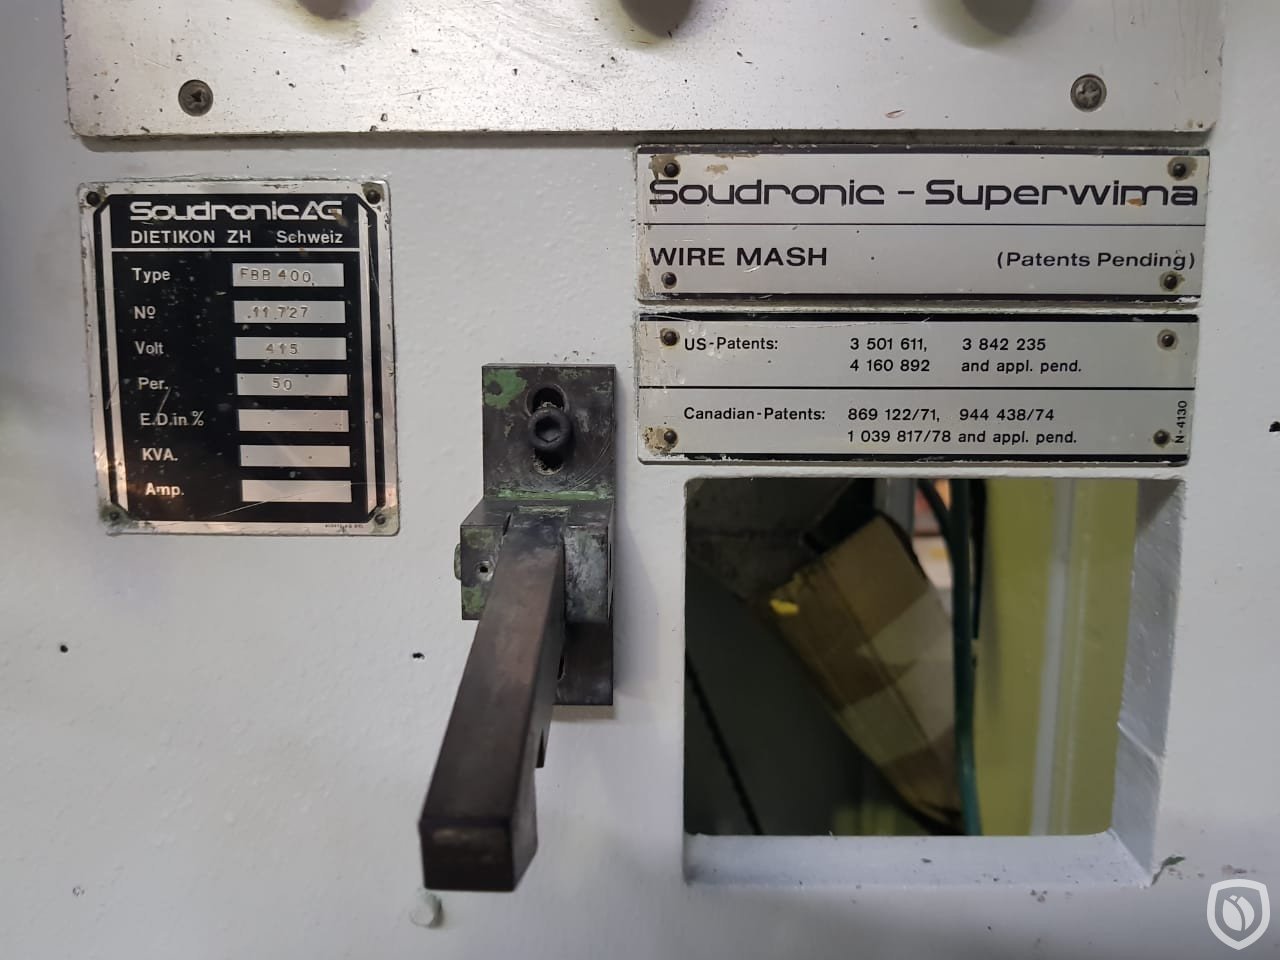 SoudronicAG
DIETIKON ZH Schweiz
Type FBB 400
Nº 11 727
Volt 415
Per. 50
E.D.in %
KVA.
Amp.
Soudronic - Superwima
WIRE MASH (Patents Pending)
US-Patents: 3 501 611, 3 842 235
4 160 892 and appl. pend.
Canadian-Patents: 869 122/71, 944 438/74
1 039 817/78 and appl. pend.
N-4130